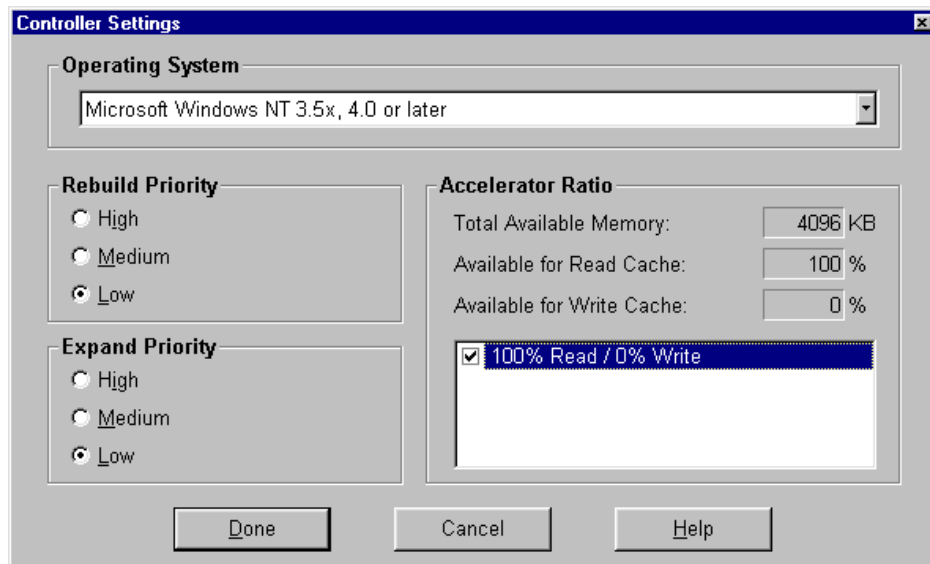 Controller Settings
Operating System
Microsoft Windows NT 3.5x, 4.0 or later
Rebuild Priority
High
Medium
Low
Expand Priority
High
Medium
Low
Accelerator Ratio
Total Available Memory: 4096 KB
Available for Read Cache: 100 %
Available for Write Cache: 0 %
100% Read / 0% Write
Done Cancel Help